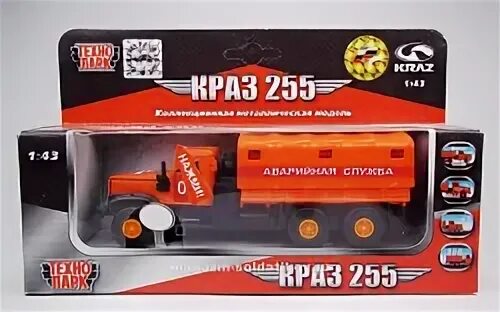 ТЕХНО
ПАРК
KRAZ
1:43
КРАЗ 255
Коллекционная металлическая модель
1:43
НАЖМИ!
АВАРИЙНАЯ СЛУЖБА
ТЕХНО
ПАРК
КРАЗ 255